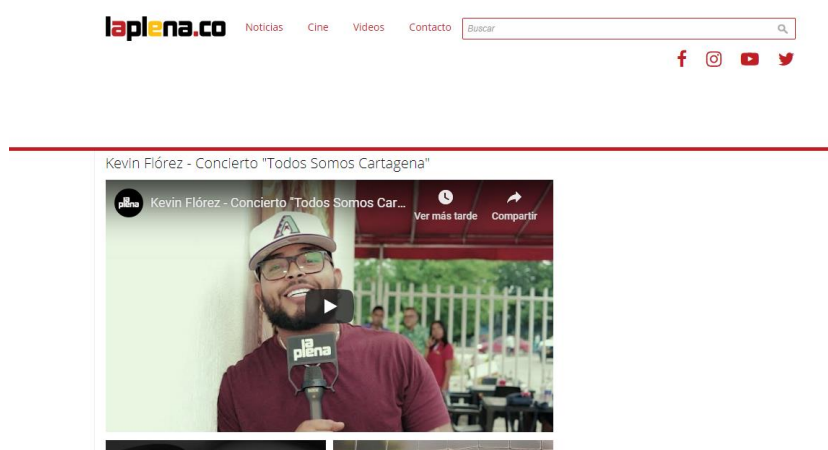 laplena.co
Noticias Cine Videos Contacto Buscar
Kevin Flórez - Concierto "Todos Somos Cartagena"
la plena Kevin Flórez - Concierto "Todos Somos Car...
Ver más tarde Compartir
A
la
plena